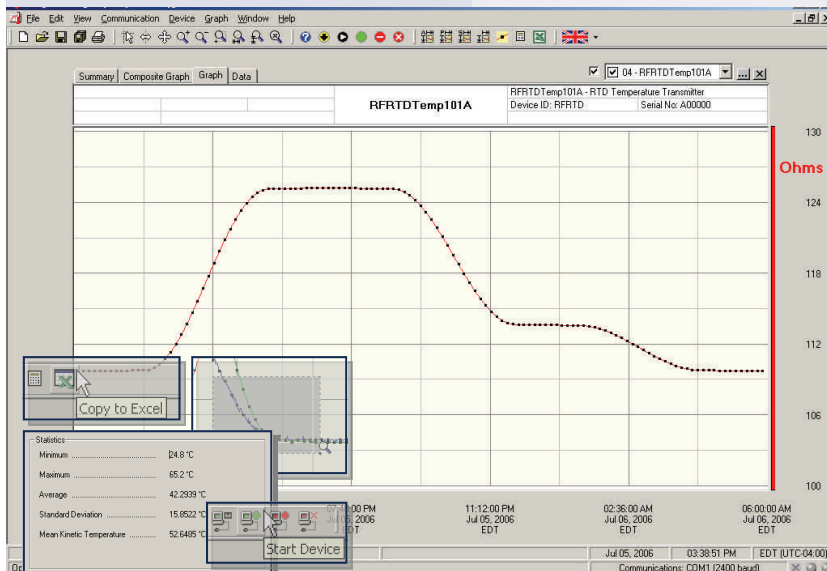 File Edit View Communication Device Graph Window Help
Summary Composite Graph Graph Data
04 - RFRTDTemp101A
RFRTDTemp101A
RFRTDTemp101A - RTD Temperature Transmitter
Device ID: RFRTD Serial No: A00000
130
Ohms
124
118
112
106
100
Copy to Excel
Statistics
Minimum 24.8 °C
Maximum 65.2 °C
Average 42.2939 °C
Standard Deviation 15.8522 °C
Mean Kinetic Temperature 52.6485 °C
Start Device
:00 PM
2006
EDT
11:12:00 PM
Jul 05, 2006
EDT
02:36:00 AM
Jul 06, 2006
EDT
06:00:00 AM
Jul 06, 2006
EDT
Jul 05, 2006 03:38:51 PM EDT (UTC-04:00)
Communications: COM1 (2400 baud)